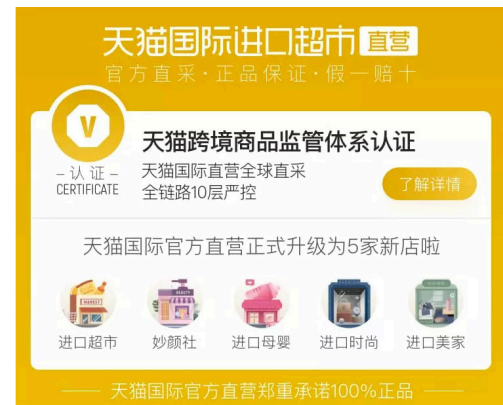 天猫国际进口超市 直营
官方直采·正品保证·假一赔十
V
天猫跨境商品监管体系认证
– 认证 –
CERTIFICATE
天猫国际直营全球直采
全链路10层严控
了解详情
天猫国际官方直营正式升级为5家新店啦
MARKET
BEAUTY
进口超市
妙颜社
进口母婴
进口时尚
进口美家
天猫国际官方直营郑重承诺100%正品